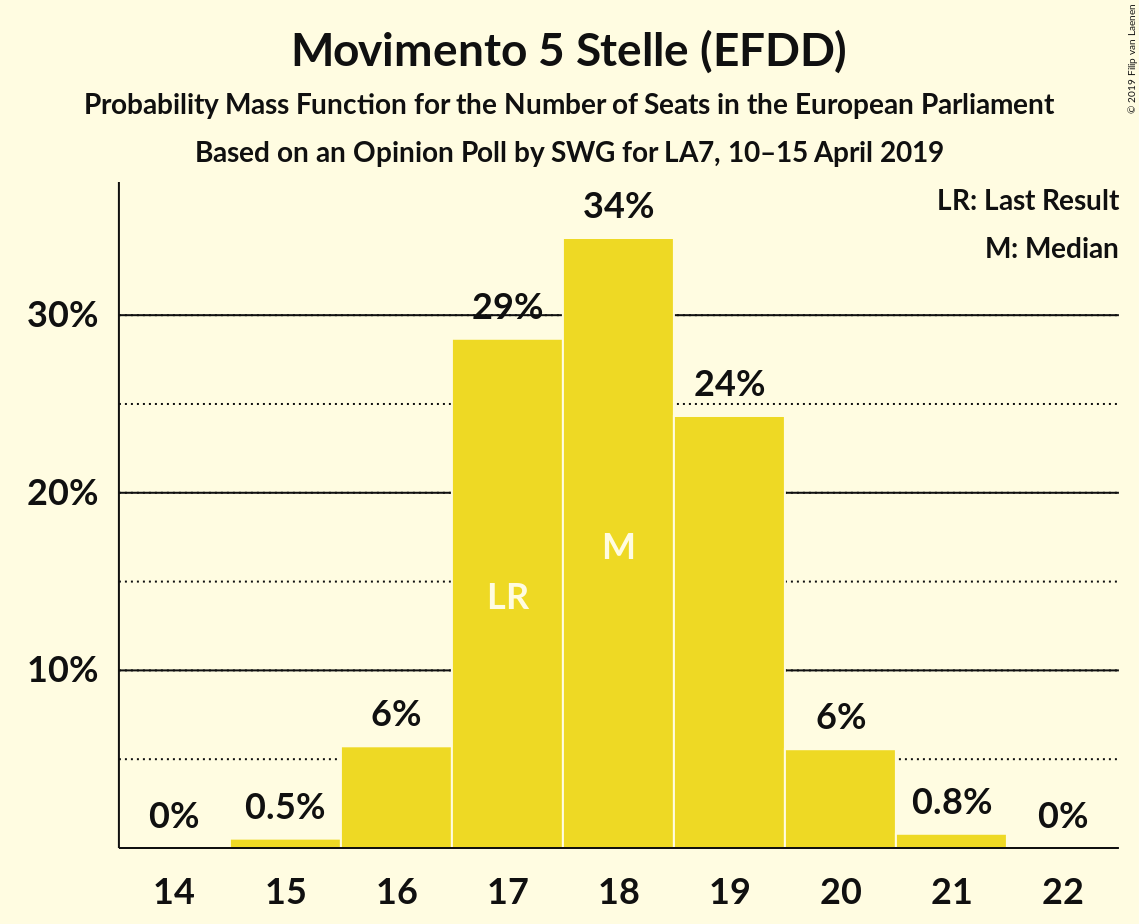 Movimento 5 Stelle (EFDD)
Probability Mass Function for the Number of Seats in the European Parliament
Based on an Opinion Poll by SWG for LA7, 10–15 April 2019
© 2019 Filip van Laenen
LR: Last Result
M: Median
34%
29%
30%
24%
20%
M
LR
10%
6%
6%
0%
0.5%
0.8%
0%
14 15 16 17 18 19 20 21 22